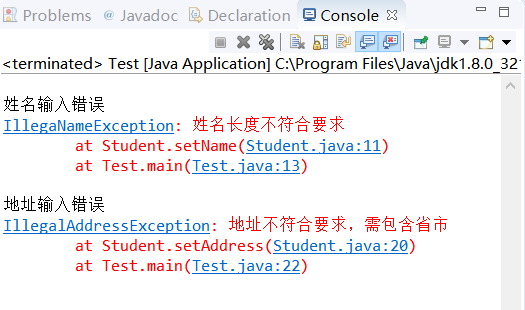 Problems @ Javadoc Declaration Console
<terminated> Test [Java Application] C:\Program Files\Java\jdk1.8.0_32
姓名输入错误
IllegaNameException: 姓名长度不符合要求
at Student.setName(Student.java:11)
at Test.main(Test.java:13)
地址输入错误
IllegalAddressException: 地址不符合要求，需包含省市
at Student.setAddress(Student.java:20)
at Test.main(Test.java:22)